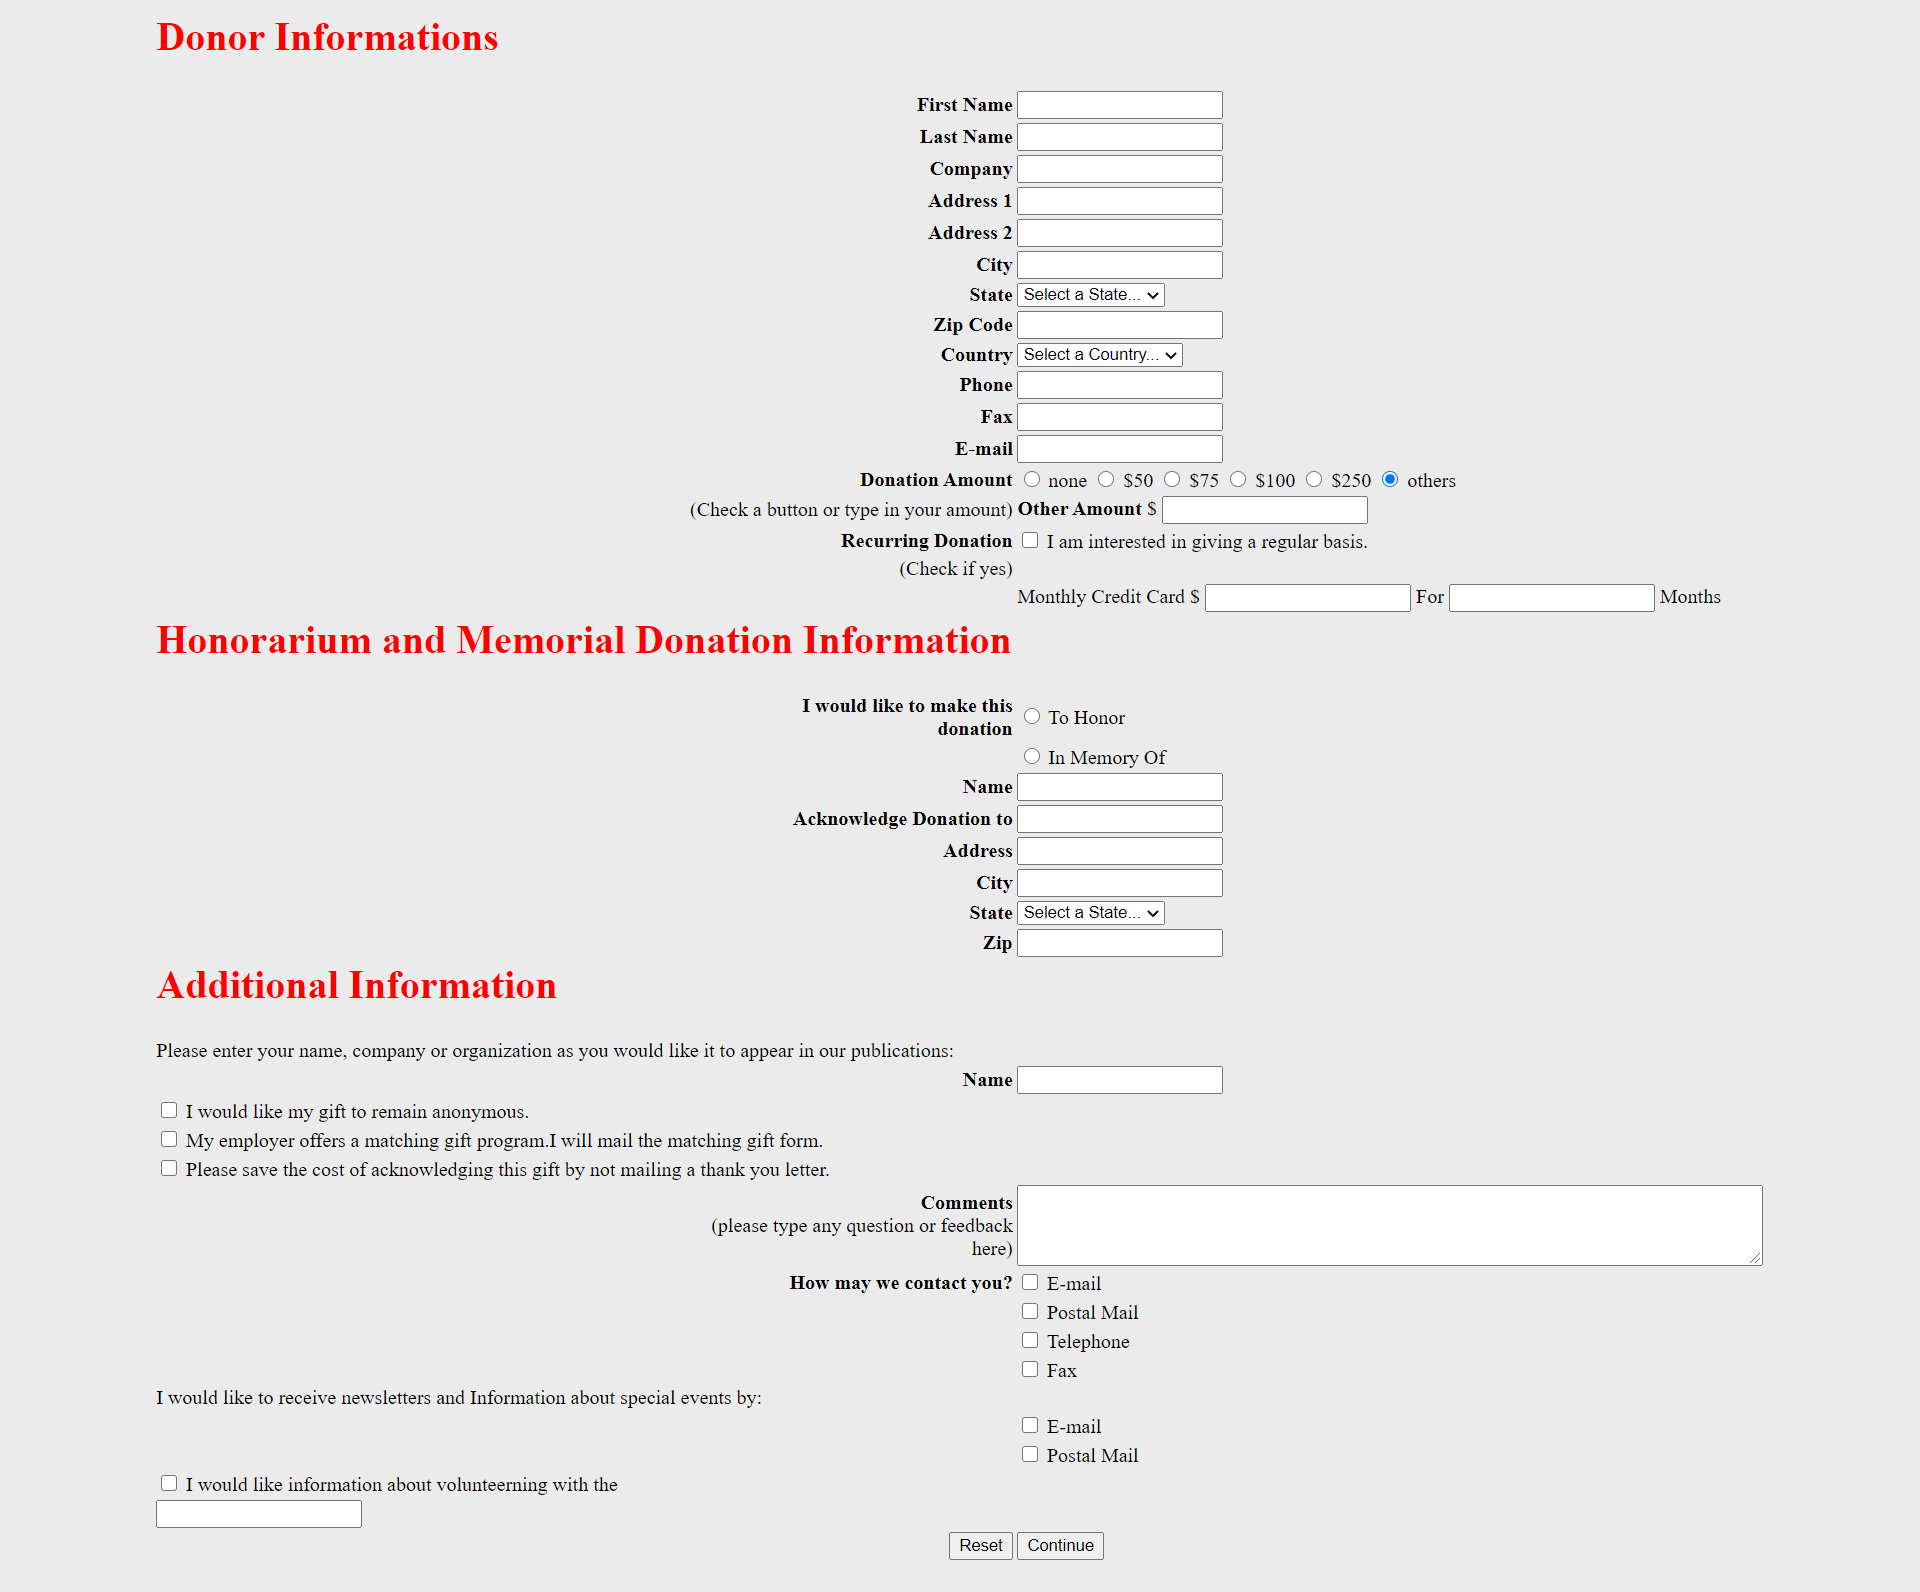 Donor Informations
First Name
Last Name
Company
Address 1
Address 2
City
State Select a State...
Zip Code
Country Select a Country...
Phone
Fax
E-mail
Donation Amount none $50 $75 $100 $250 others
(Check a button or type in your amount) Other Amount $
Recurring Donation I am interested in giving a regular basis.
(Check if yes)
Monthly Credit Card $ For Months
Honorarium and Memorial Donation Information
I would like to make this
donation To Honor
In Memory Of
Name
Acknowledge Donation to
Address
City
State Select a State...
Zip
Additional Information
Please enter your name, company or organization as you would like it to appear in our publications:
Name
I would like my gift to remain anonymous.
My employer offers a matching gift program.I will mail the matching gift form.
Please save the cost of acknowledging this gift by not mailing a thank you letter.
Comments
(please type any question or feedback
here)
How may we contact you? E-mail
Postal Mail
Telephone
Fax
I would like to receive newsletters and Information about special events by:
E-mail
Postal Mail
I would like information about volunteerning with the
Reset Continue